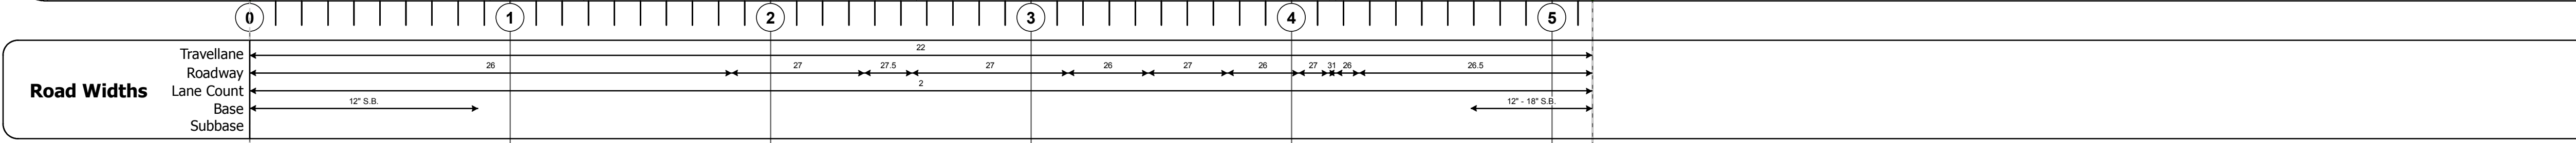 0 1 2 3 4 5
Road Widths
Travellane 22
Roadway 26 27 27.5 27 26 27 26 27 31 26 26.5
Lane Count 2
Base 12" S.B. 12" - 18" S.B.
Subbase